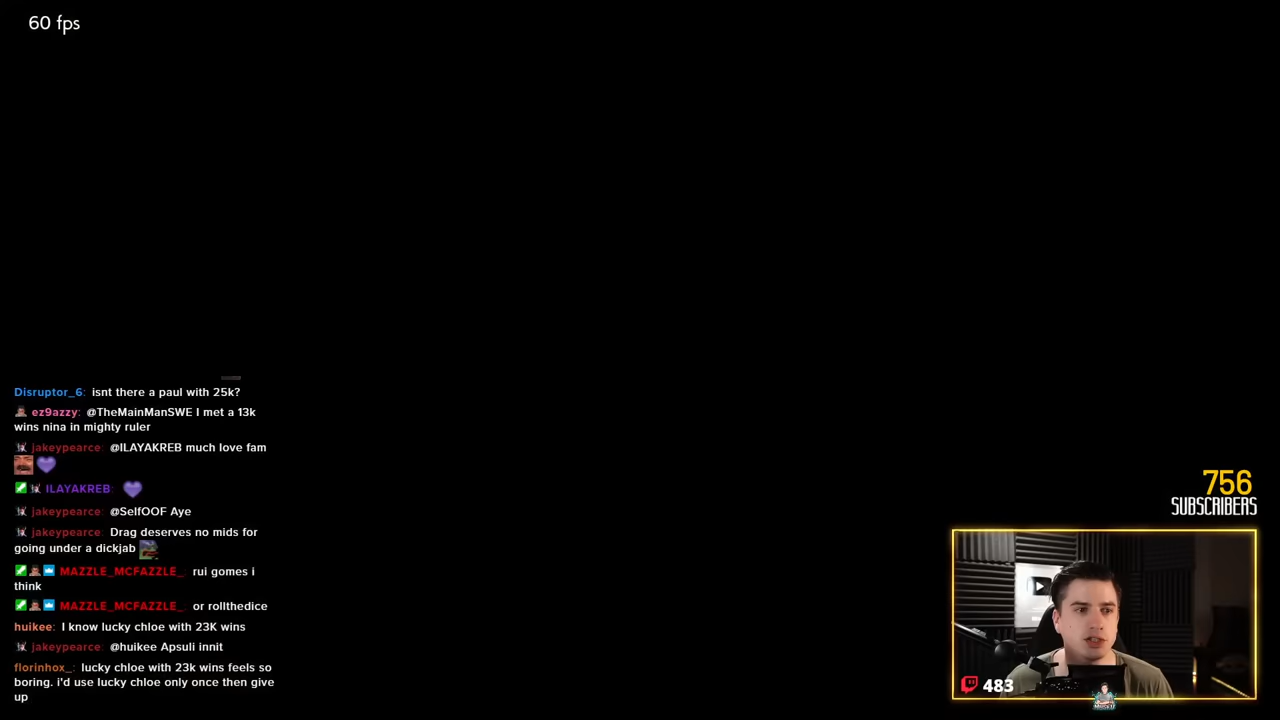 60 fps
Disruptor_6: isnt there a paul with 25k?
ez9azzy: @TheMainManSWE I met a 13k
wins nina in mighty ruler
jakeypearce: @ILAYAKREB much love fam
ILAYAKREB:
jakeypearce: @SelfOOF Aye
jakeypearce: Drag deserves no mids for
going under a dickjab
MAZZLE_MCFAZZLE_: rui gomes i
think
MAZZLE_MCFAZZLE_: or rollthedice
huikee: I know lucky chloe with 23K wins
jakeypearce: @huikee Apsuli innit
florinhox_: lucky chloe with 23k wins feels so
boring. i'd use lucky chloe only once then give
up
756
SUBSCRIBERS
483